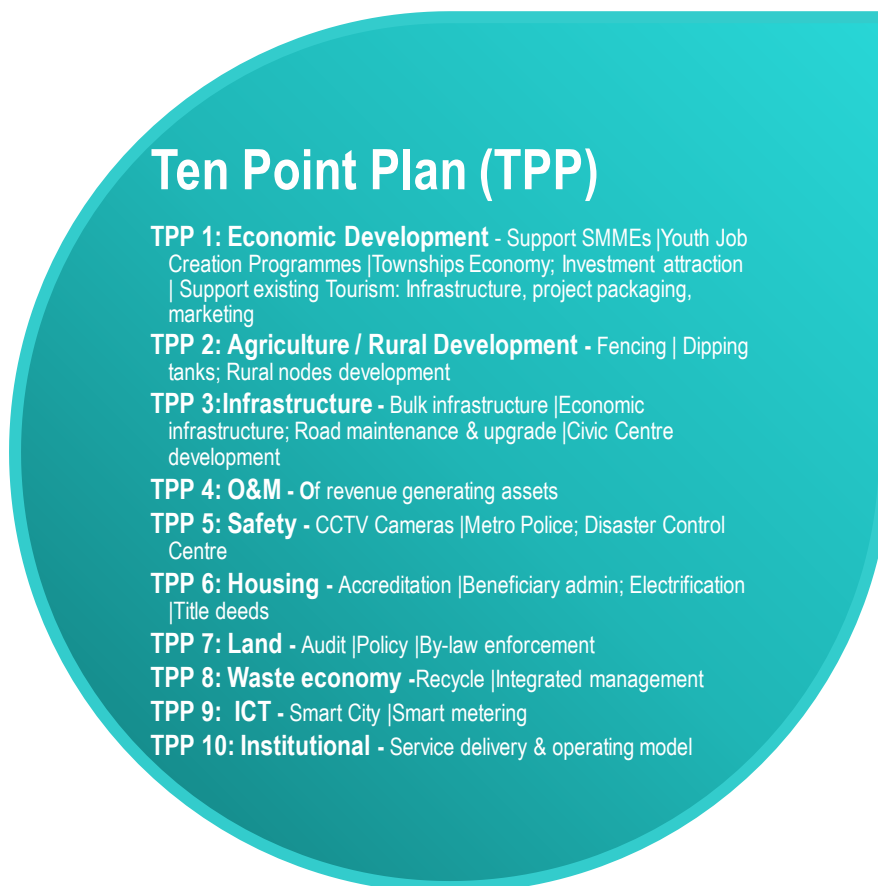 Ten Point Plan (TPP)
TPP 1: Economic Development - Support SMMEs |Youth Job
Creation Programmes |Townships Economy; Investment attraction
| Support existing Tourism: Infrastructure, project packaging,
marketing
TPP 2: Agriculture / Rural Development - Fencing | Dipping
tanks; Rural nodes development
TPP 3:Infrastructure - Bulk infrastructure |Economic
infrastructure; Road maintenance & upgrade |Civic Centre
development
TPP 4: O&M - Of revenue generating assets
TPP 5: Safety - CCTV Cameras |Metro Police; Disaster Control
Centre
TPP 6: Housing - Accreditation |Beneficiary admin; Electrification
|Title deeds
TPP 7: Land - Audit |Policy |By-law enforcement
TPP 8: Waste economy -Recycle |Integrated management
TPP 9: ICT - Smart City |Smart metering
TPP 10: Institutional - Service delivery & operating model